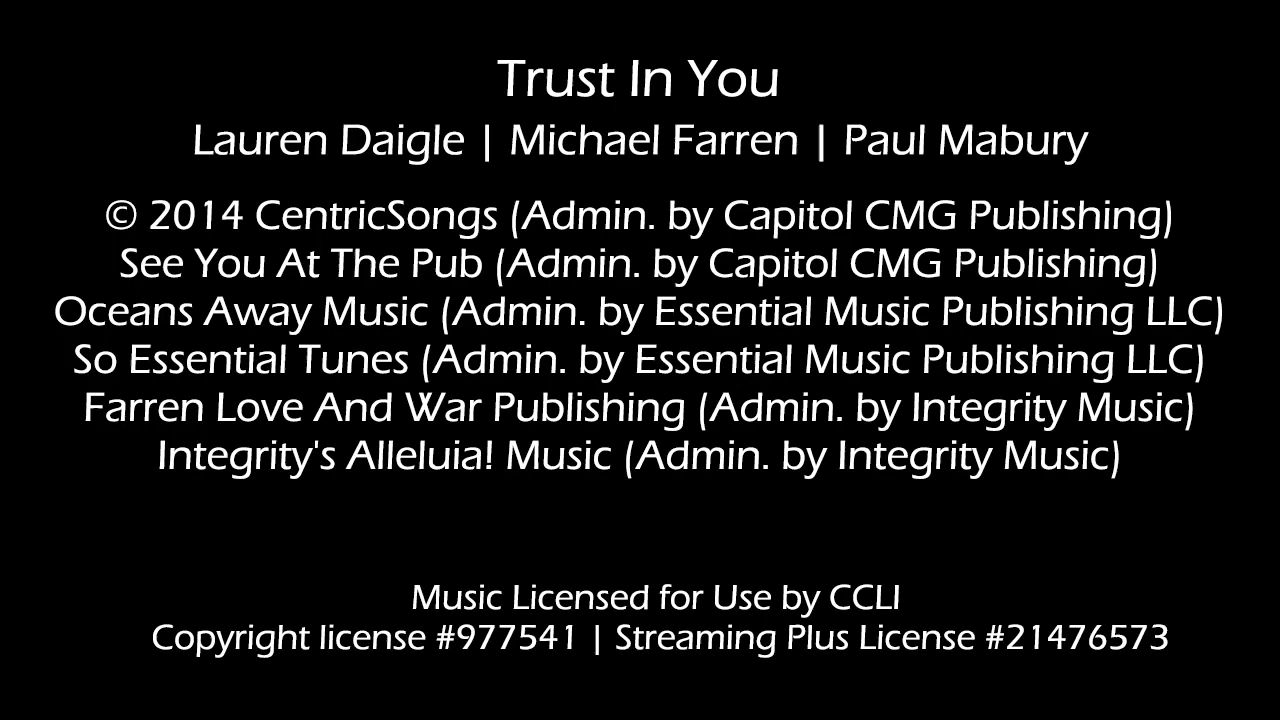 Trust In You
Lauren Daigle | Michael Farren | Paul Mabury
© 2014 CentricSongs (Admin. by Capitol CMG Publishing)
See You At The Pub (Admin. by Capitol CMG Publishing)
Oceans Away Music (Admin. by Essential Music Publishing LLC)
So Essential Tunes (Admin. by Essential Music Publishing LLC)
Farren Love And War Publishing (Admin. by Integrity Music)
Integrity's Alleluia! Music (Admin. by Integrity Music)
Music Licensed for Use by CCLI
Copyright license #977541 | Streaming Plus License #21476573